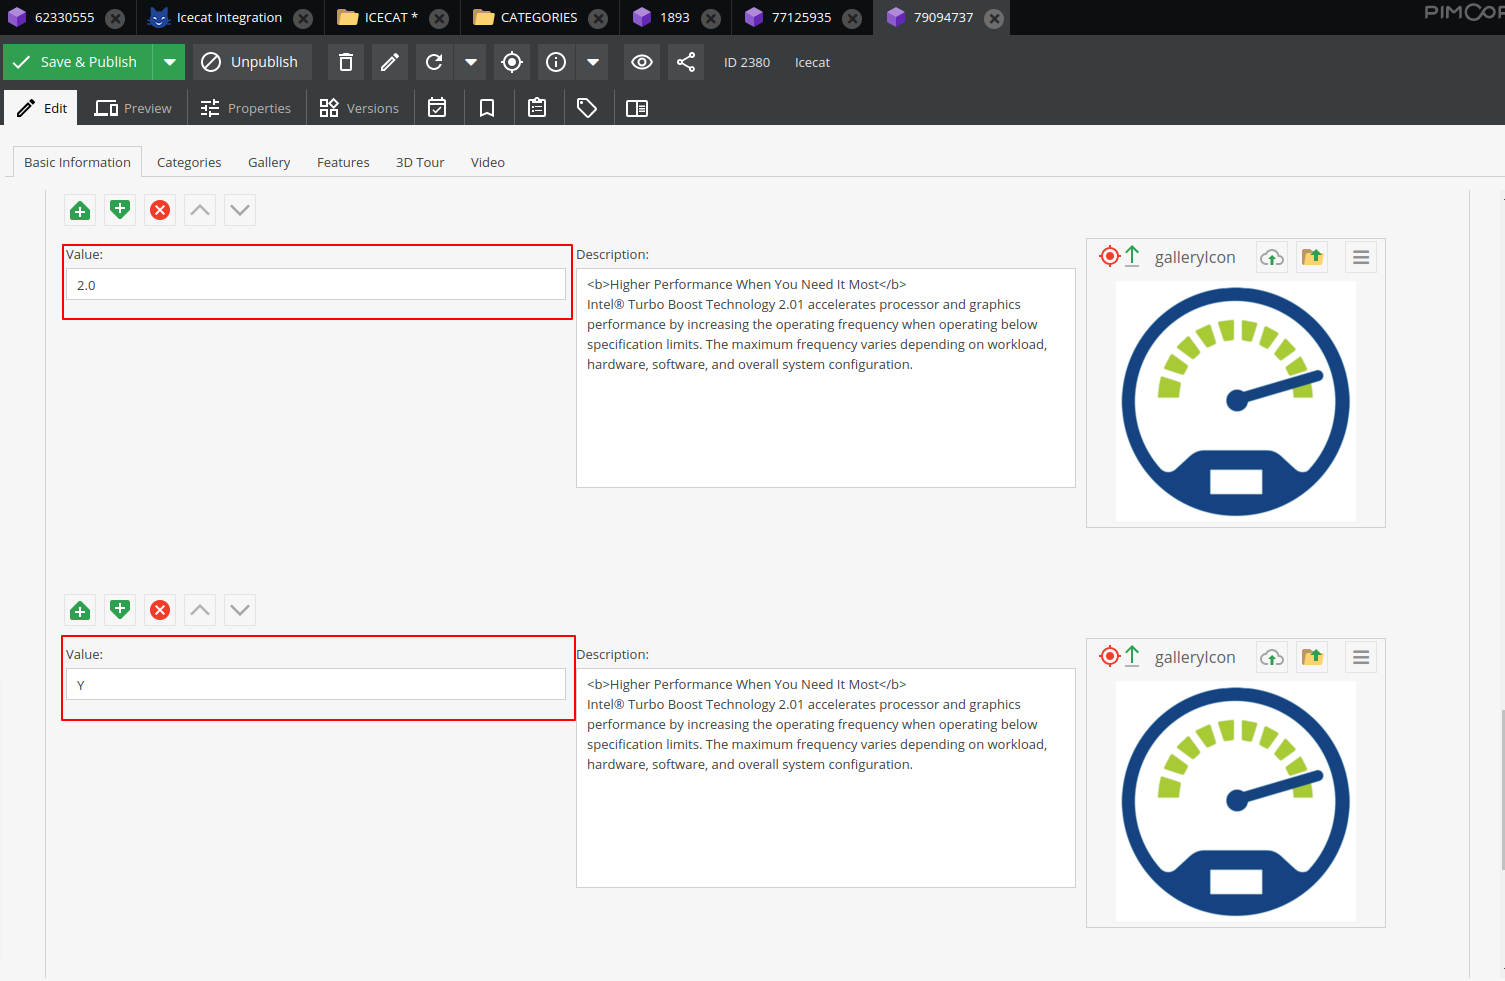 62330555
Icecat Integration
ICECAT *
CATEGORIES
1893
77125935
79094737
Save & Publish
Unpublish
ID 2380
Icecat
Edit
Preview
Properties
Versions
Basic Information
Categories
Gallery
Features
3D Tour
Video
Value:
2.0
Description:
<b>Higher Performance When You Need It Most</b>
Intel® Turbo Boost Technology 2.01 accelerates processor and graphics
performance by increasing the operating frequency when operating below
specification limits. The maximum frequency varies depending on workload,
hardware, software, and overall system configuration.
galleryIcon
Value:
Y
Description:
<b>Higher Performance When You Need It Most</b>
Intel® Turbo Boost Technology 2.01 accelerates processor and graphics
performance by increasing the operating frequency when operating below
specification limits. The maximum frequency varies depending on workload,
hardware, software, and overall system configuration.
galleryIcon